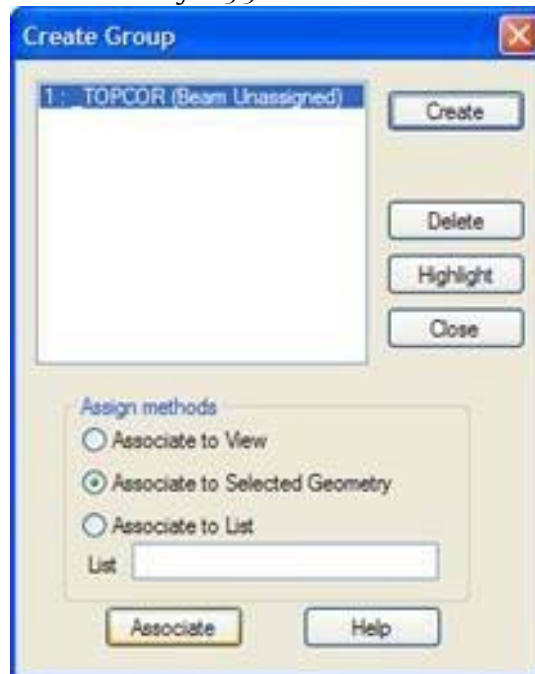 Create Group
1 : _TOPCOR (Beam Unassigned)
Create
Delete
Highlight
Close
Assign methods
Associate to View
Associate to Selected Geometry
Associate to List
List
Associate
Help